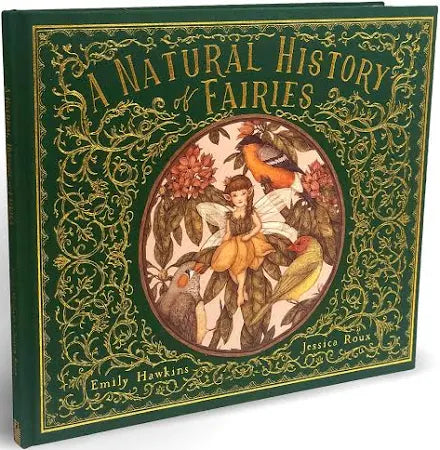 A NATURAL HISTORY
of FAIRIES
Emily Hawkins
Jessica Roux